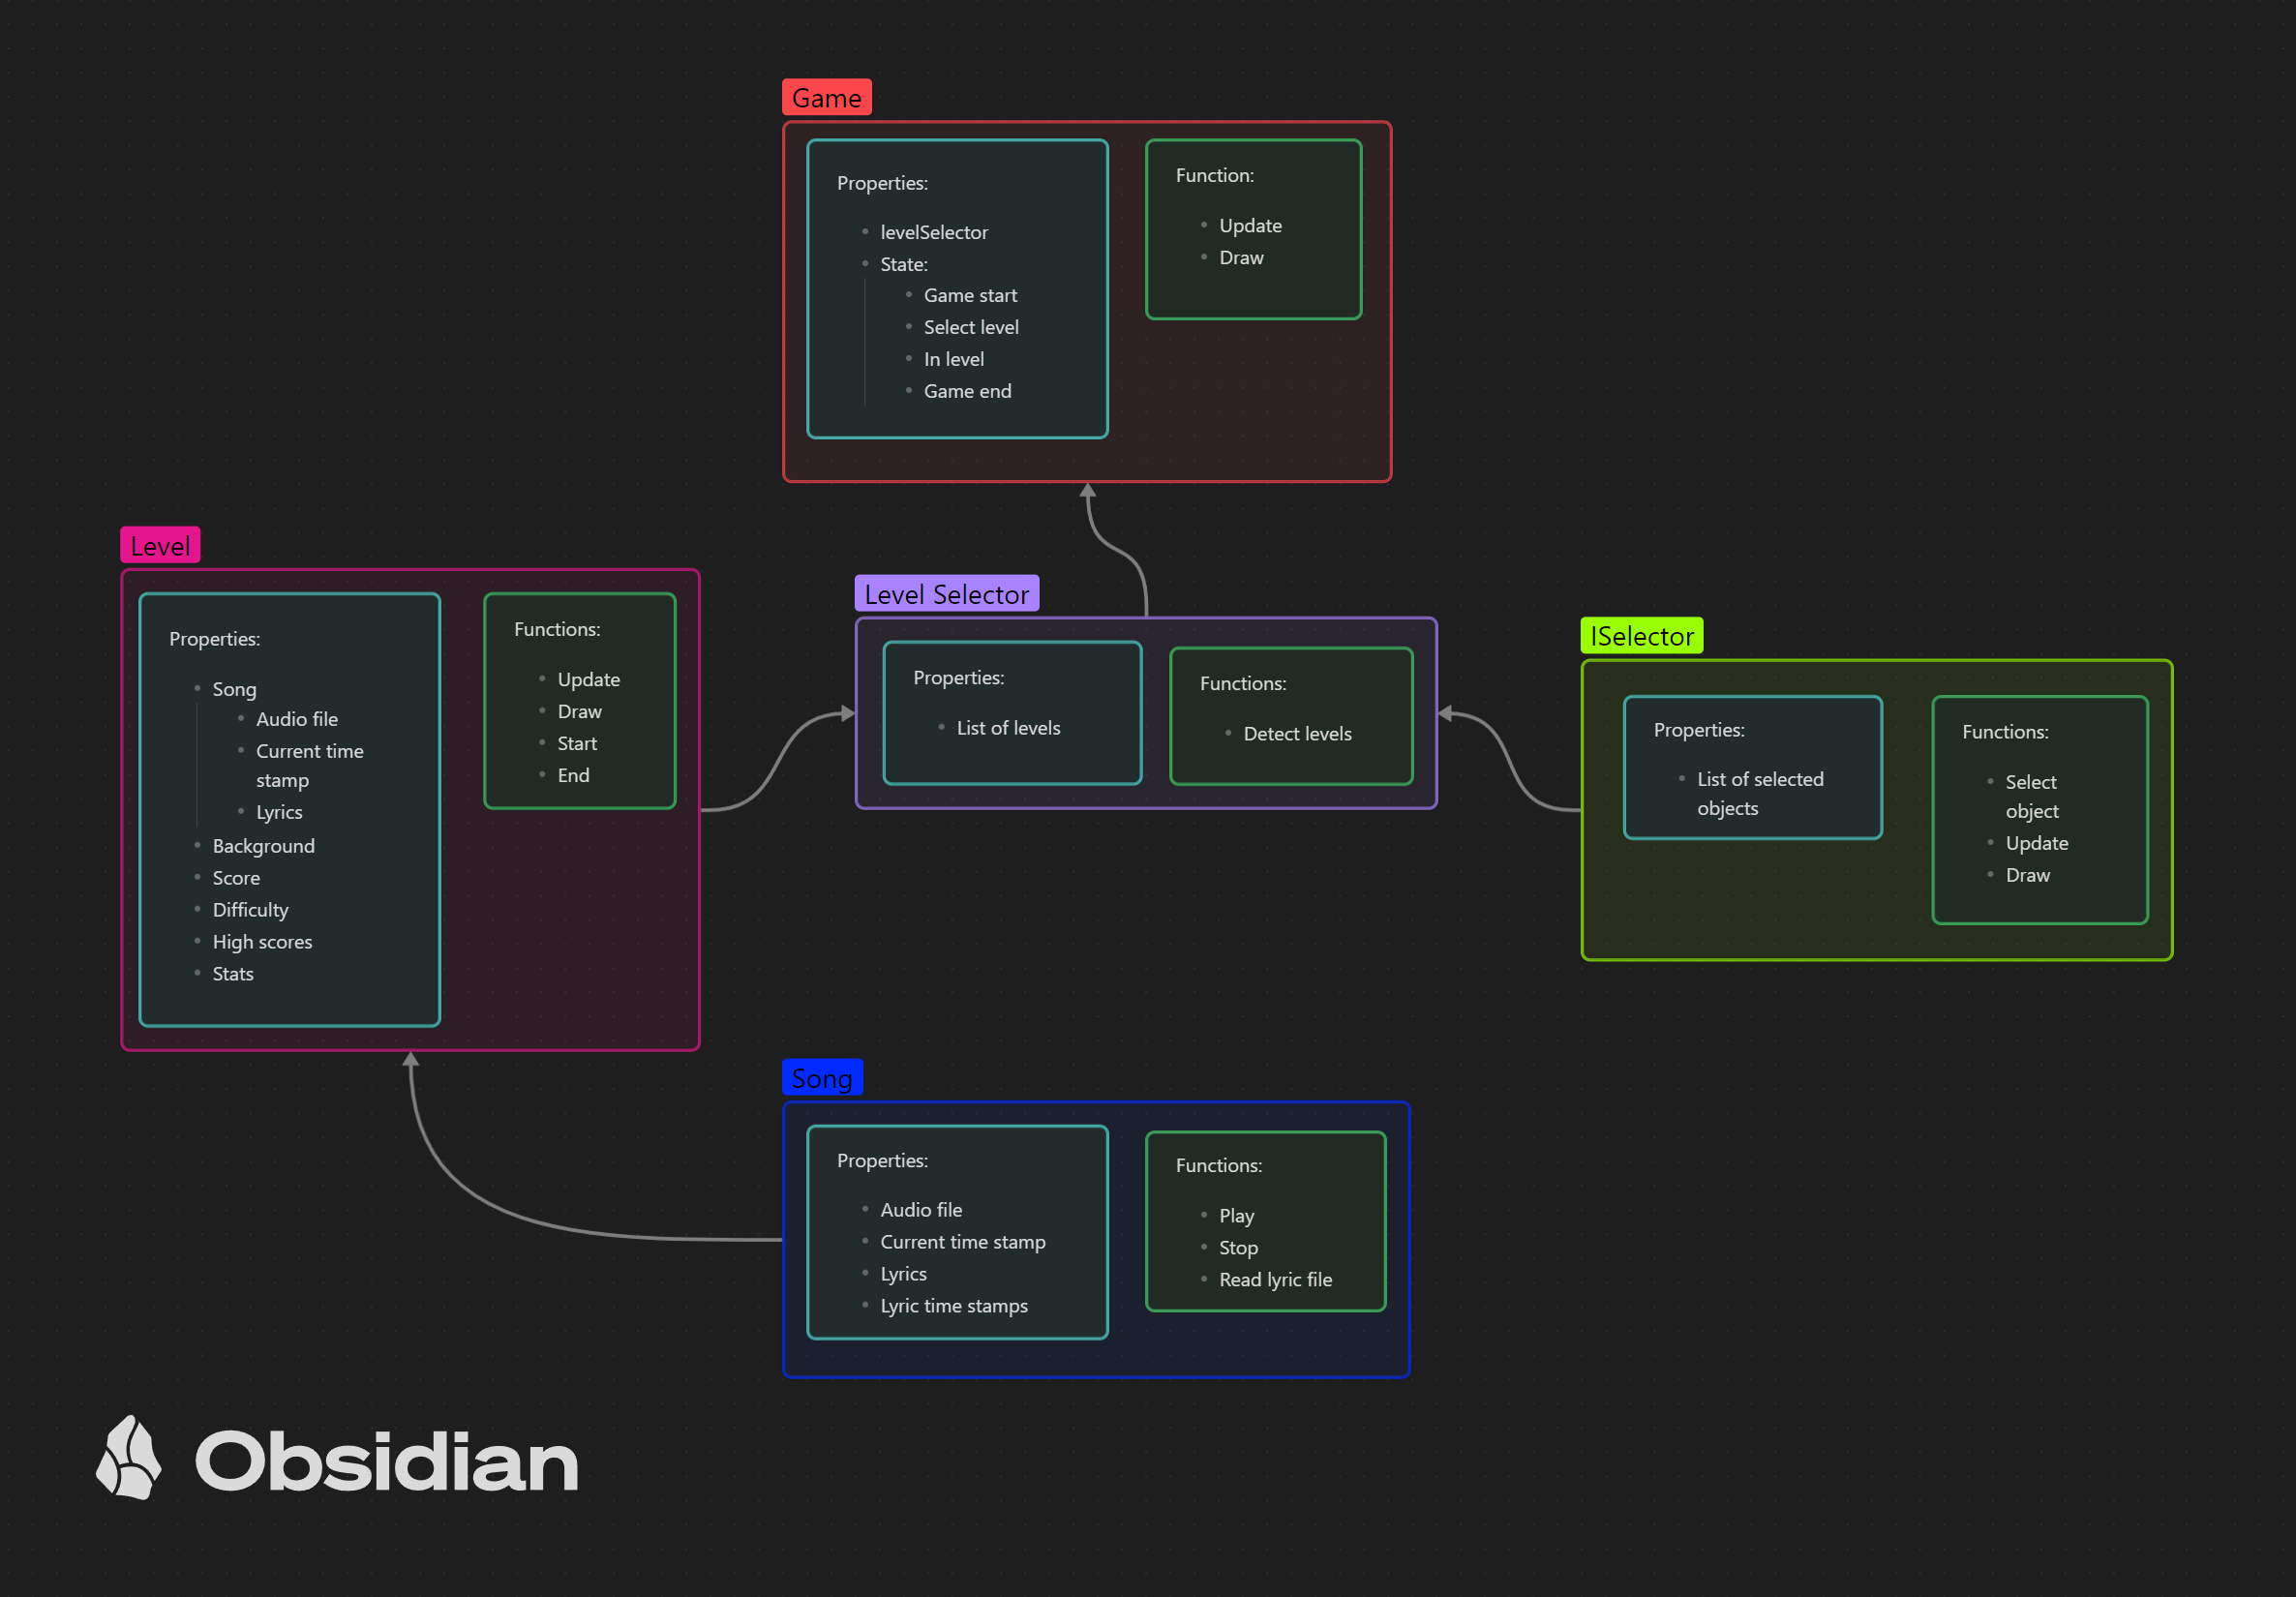 Game
Properties:
levelSelector
State:
Game start
Select level
In level
Game end
Function:
Update
Draw
Level
Properties:
Song
Audio file
Current time
stamp
Lyrics
Background
Score
Difficulty
High scores
Stats
Functions:
Update
Draw
Start
End
Level Selector
Properties:
List of levels
Functions:
Detect levels
ISelector
Properties:
List of selected
objects
Functions:
Select
object
Update
Draw
Song
Properties:
Audio file
Current time stamp
Lyrics
Lyric time stamps
Functions:
Play
Stop
Read lyric file
Obsidian